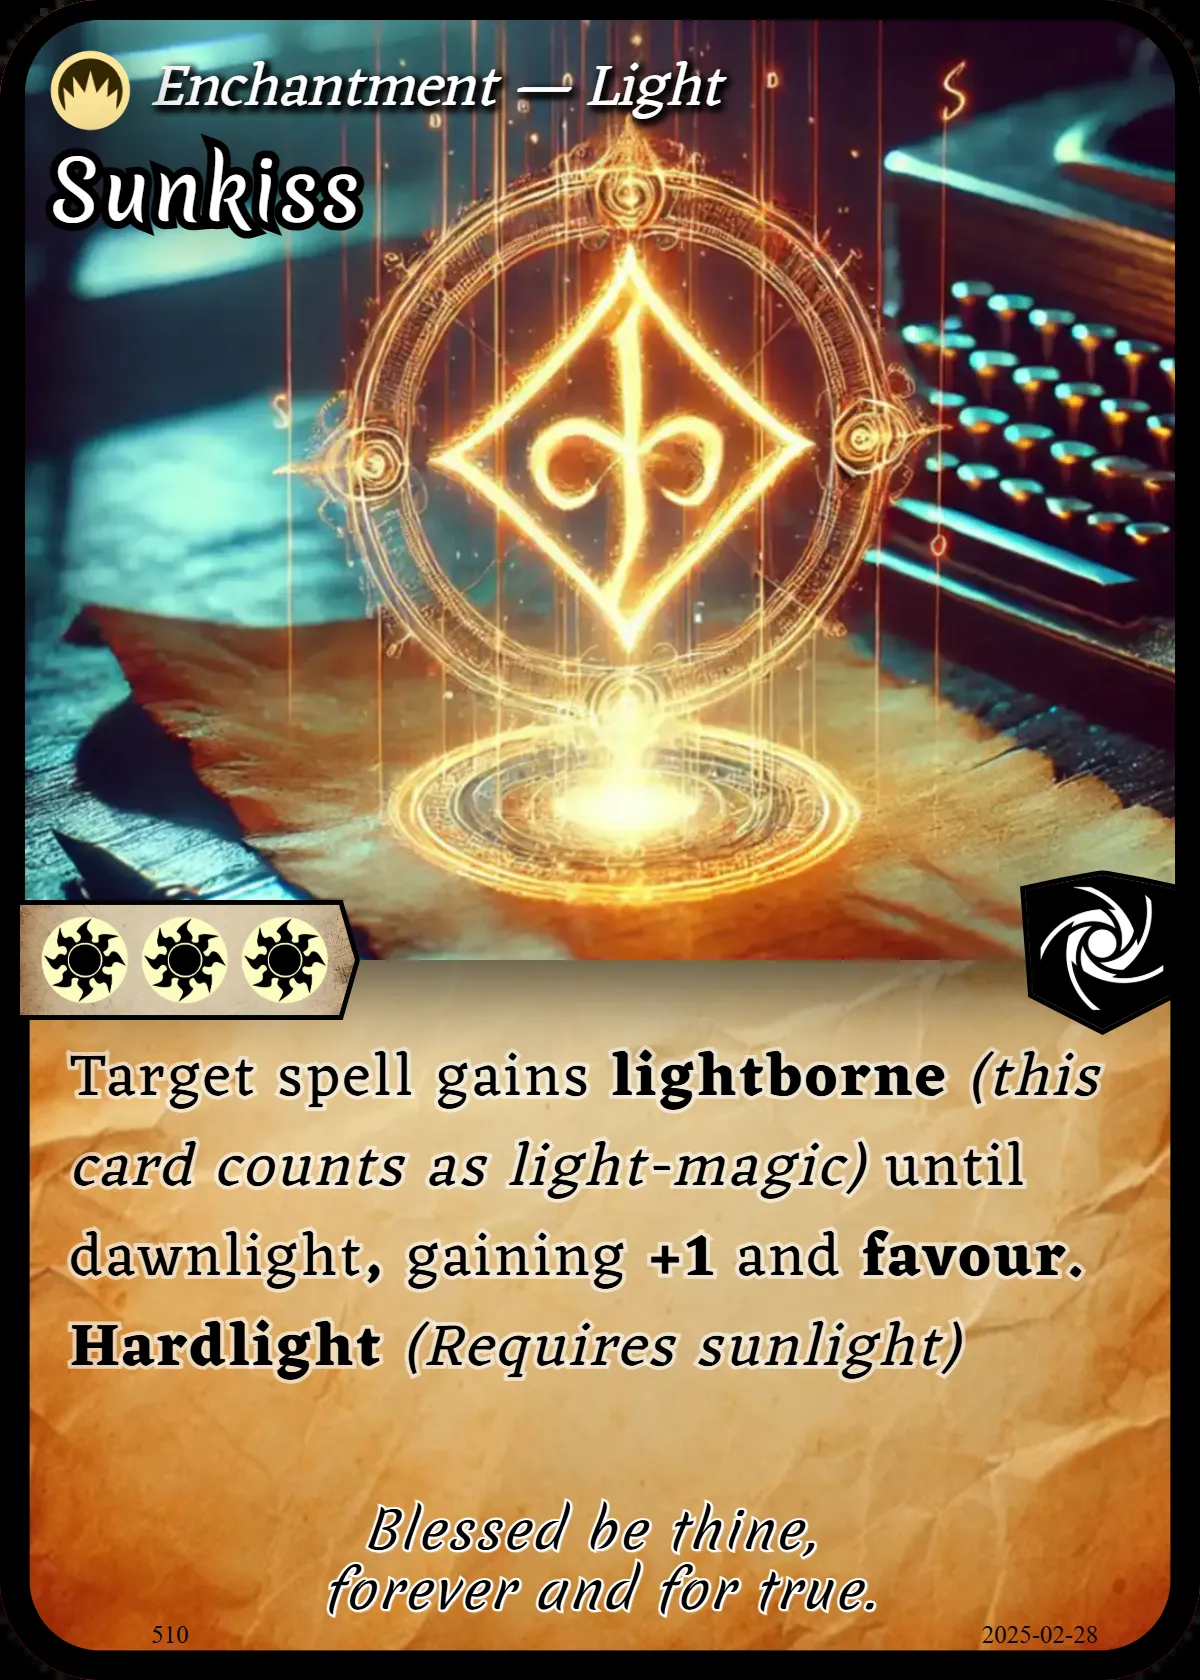 Enchantment — Light
Sunkiss
Target spell gains lightborne (this
card counts as light-magic) until
dawnlight, gaining +1 and favour.
Hardlight (Requires sunlight)
Blessed be thine,
forever and for true.
510
2025-02-28